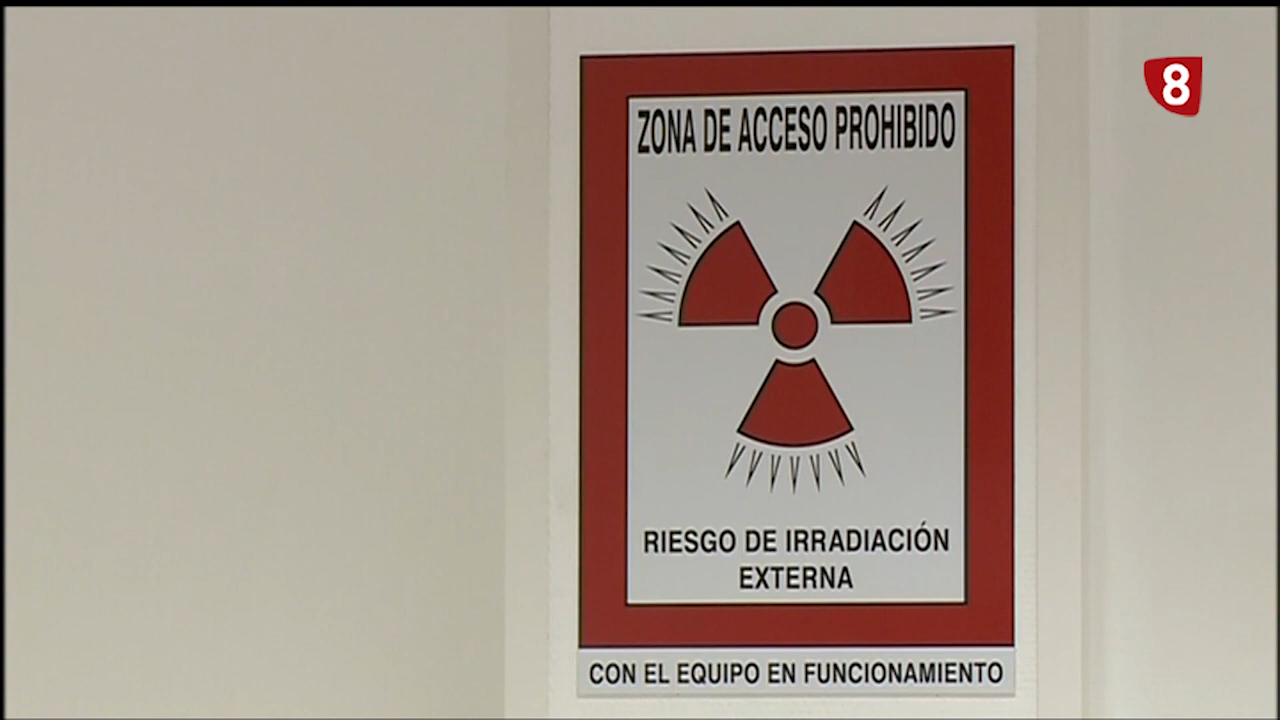 8
ZONA DE ACCESO PROHIBIDO
RIESGO DE IRRADIACIÓN
EXTERNA
CON EL EQUIPO EN FUNCIONAMIENTO